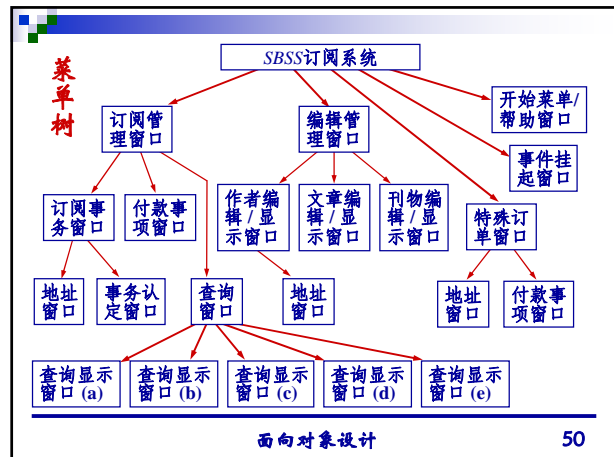 SBSS订阅系统
菜
单
树
订阅管
理窗口
编辑管
理窗口
开始菜单/
帮助窗口
事件挂
起窗口
订阅事
务窗口
付款事
项窗口
作者编
辑/显
示窗口
文章编
辑/显
示窗口
刊物编
辑/显
示窗口
特殊订
单窗口
地址
窗口
事务认
定窗口
查询
窗口
地址
窗口
地址
窗口
付款事
项窗口
查询显示
窗口 (a)
查询显示
窗口 (b)
查询显示
窗口 (c)
查询显示
窗口 (d)
查询显示
窗口 (e)
面向对象设计
50